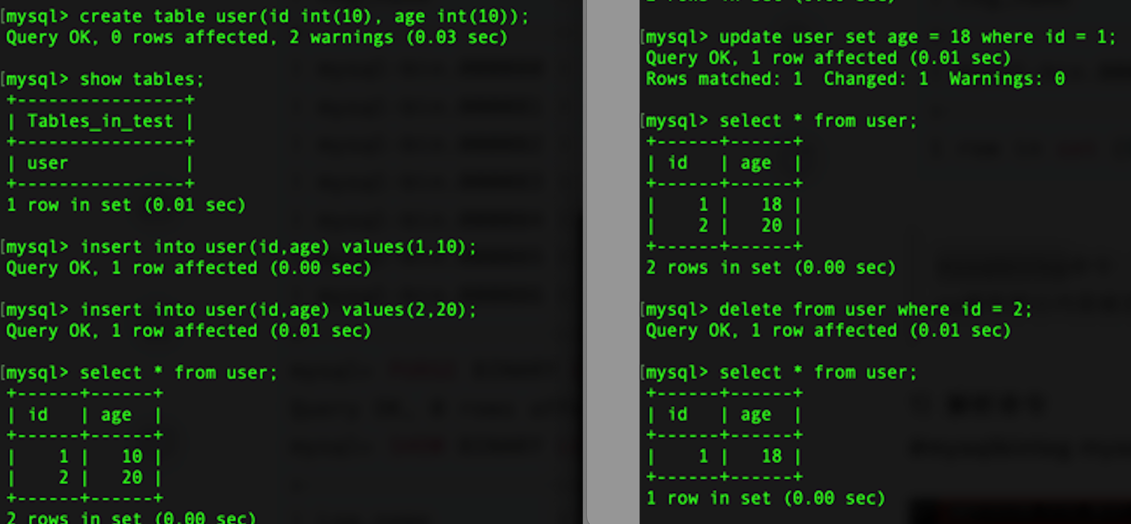 [mysql> create table user(id int(10), age int(10));
Query OK, 0 rows affected, 2 warnings (0.03 sec)
[mysql> show tables;
+----------------+
| Tables_in_test |
+----------------+
| user           |
+----------------+
1 row in set (0.01 sec)
[mysql> insert into user(id,age) values(1,10);
Query OK, 1 row affected (0.00 sec)
[mysql> insert into user(id,age) values(2,20);
Query OK, 1 row affected (0.01 sec)
[mysql> select * from user;
+------+------+
| id   | age  |
+------+------+
|    1 |   10 |
|    2 |   20 |
+------+------+
2 rows in set (0.00 sec)
[mysql> update user set age = 18 where id = 1;
Query OK, 1 row affected (0.01 sec)
Rows matched: 1  Changed: 1  Warnings: 0
[mysql> select * from user;
+------+------+
| id   | age  |
+------+------+
|    1 |   18 |
|    2 |   20 |
+------+------+
2 rows in set (0.00 sec)
[mysql> delete from user where id = 2;
Query OK, 1 row affected (0.01 sec)
[mysql> select * from user;
+------+------+
| id   | age  |
+------+------+
|    1 |   18 |
+------+------+
1 row in set (0.00 sec)